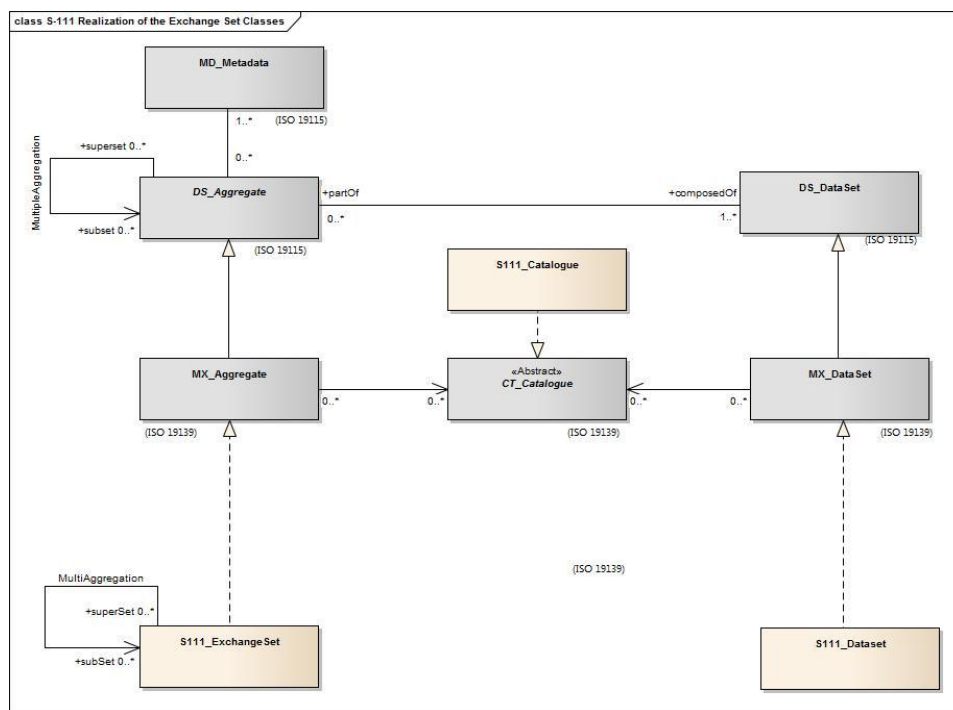 class S-111 Realization of the Exchange Set Classes
MD_Metadata
(ISO 19115)
1..*
0..*
MultipleAggregation
+superset 0..*
+subset 0..*
DS_Aggregate
(ISO 19115)
+partOf
0..*
+composedOf
1..*
DS_DataSet
(ISO 19115)
S111_Catalogue
MX_Aggregate
(ISO 19139)
0..*
0..*
«Abstract»
CT_Catalogue
(ISO 19139)
0..*
0..*
MX_DataSet
(ISO 19139)
(ISO 19139)
MultiAggregation
+superSet 0..*
+subSet 0..*
S111_ExchangeSet
S111_Dataset